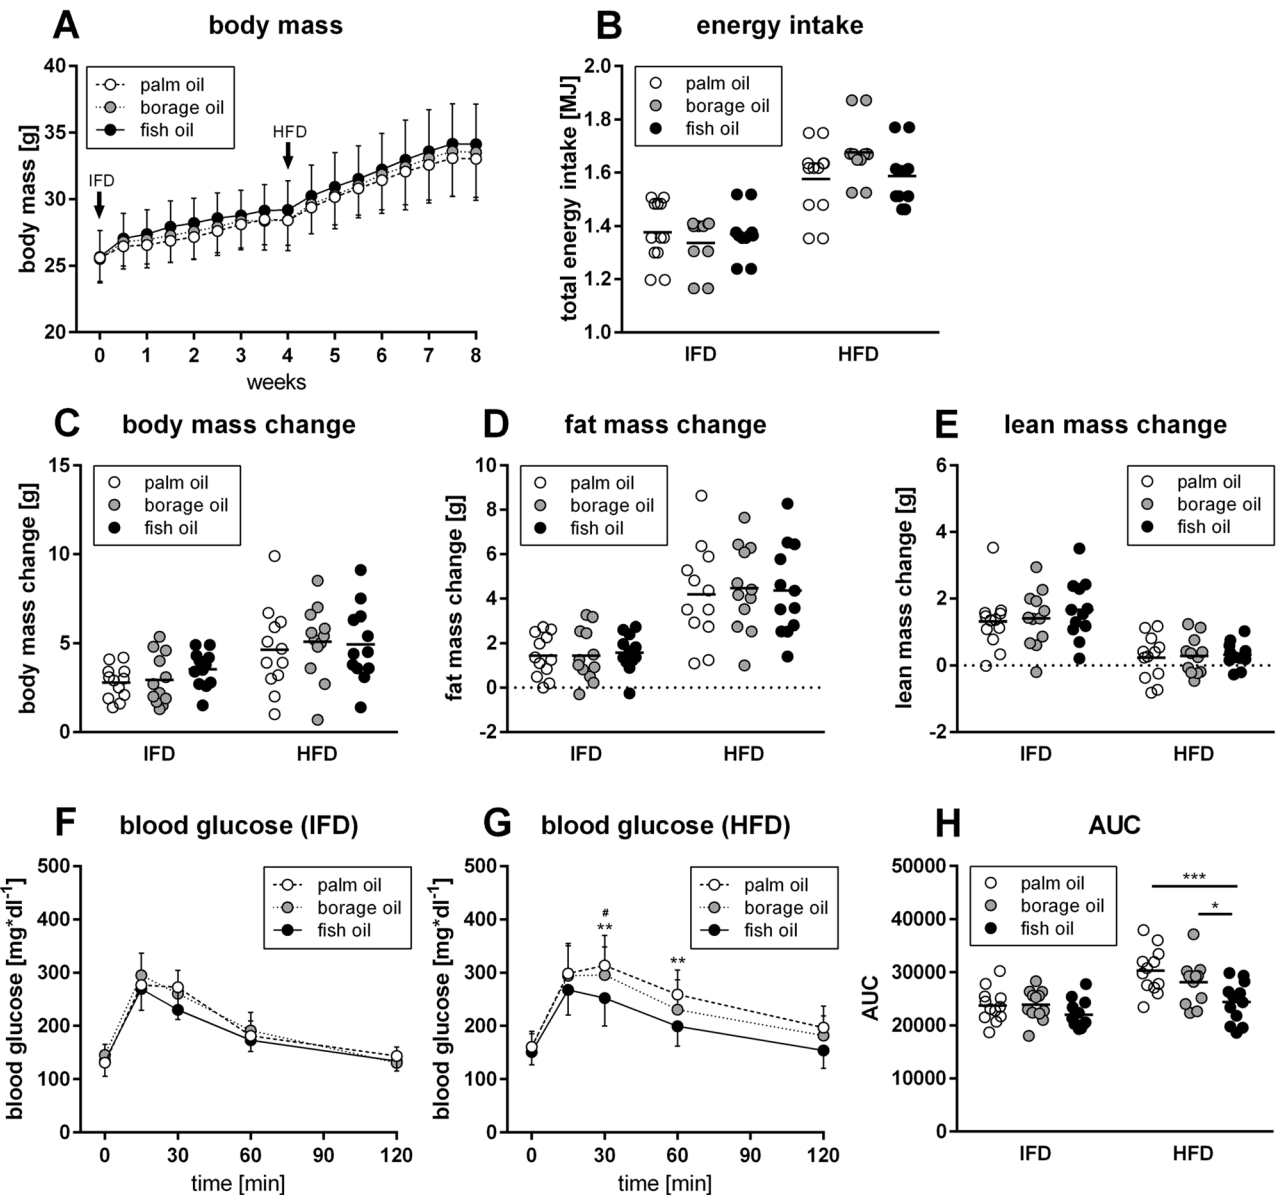 A body mass
palm oil
borage oil
fish oil
IFD
HFD
body mass [g]
40
35
30
25
20
0 1 2 3 4 5 6 7 8
weeks
B energy intake
palm oil
borage oil
fish oil
total energy intake [MJ]
2.0
1.8
1.6
1.4
1.2
1.0
IFD HFD
C body mass change
palm oil
borage oil
fish oil
body mass change [g]
15
10
5
0
IFD HFD
D fat mass change
palm oil
borage oil
fish oil
fat mass change [g]
10
8
6
4
2
0
-2
IFD HFD
E lean mass change
palm oil
borage oil
fish oil
lean mass change [g]
6
4
2
0
-2
IFD HFD
F blood glucose (IFD)
palm oil
borage oil
fish oil
blood glucose [mg*dl-1]
500
400
300
200
100
0
0 30 60 90 120
time [min]
G blood glucose (HFD)
palm oil
borage oil
fish oil
#
**
**
blood glucose [mg*dl-1]
500
400
300
200
100
0
0 30 60 90 120
time [min]
H AUC
palm oil
borage oil
fish oil
***
*
AUC
50000
40000
30000
20000
10000
0
IFD HFD